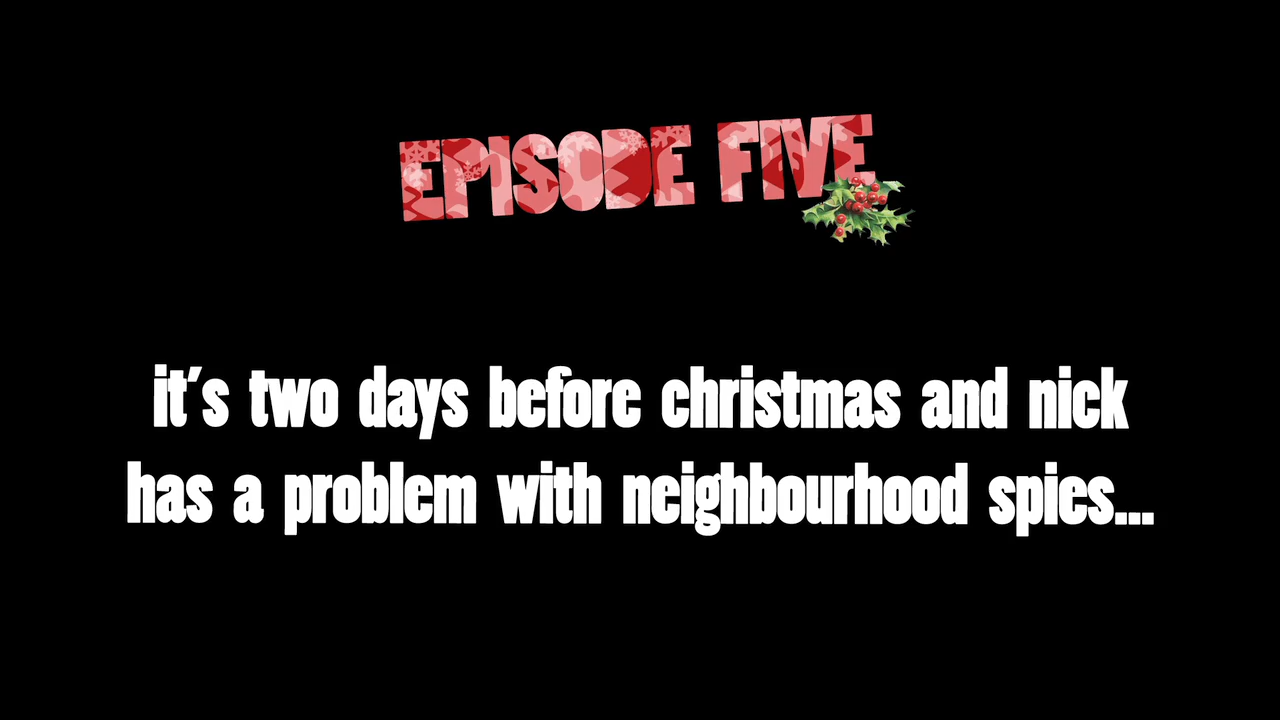 EPISODE FIVE
it's two days before christmas and nick
has a problem with neighbourhood spies...